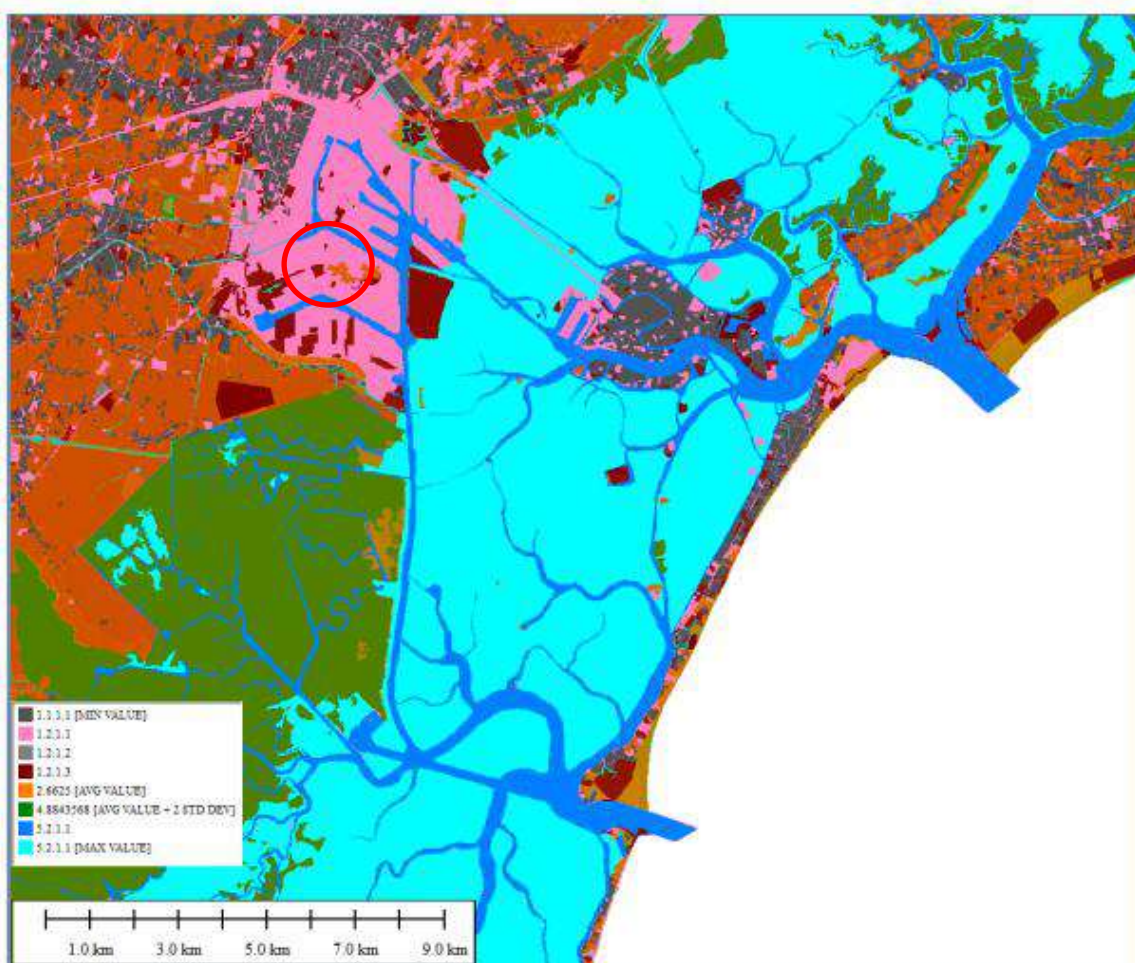 1.1.1.1 [MIN VALUE]
1.2.1.1
1.2.1.2
1.2.1.3
2.6625 [AVG VALUE]
4.8843568 [AVG VALUE + 2 STD DEV]
5.2.1.1
5.2.1.1 [MAX VALUE]
1.0 km 3.0 km 5.0 km 7.0 km 9.0 km